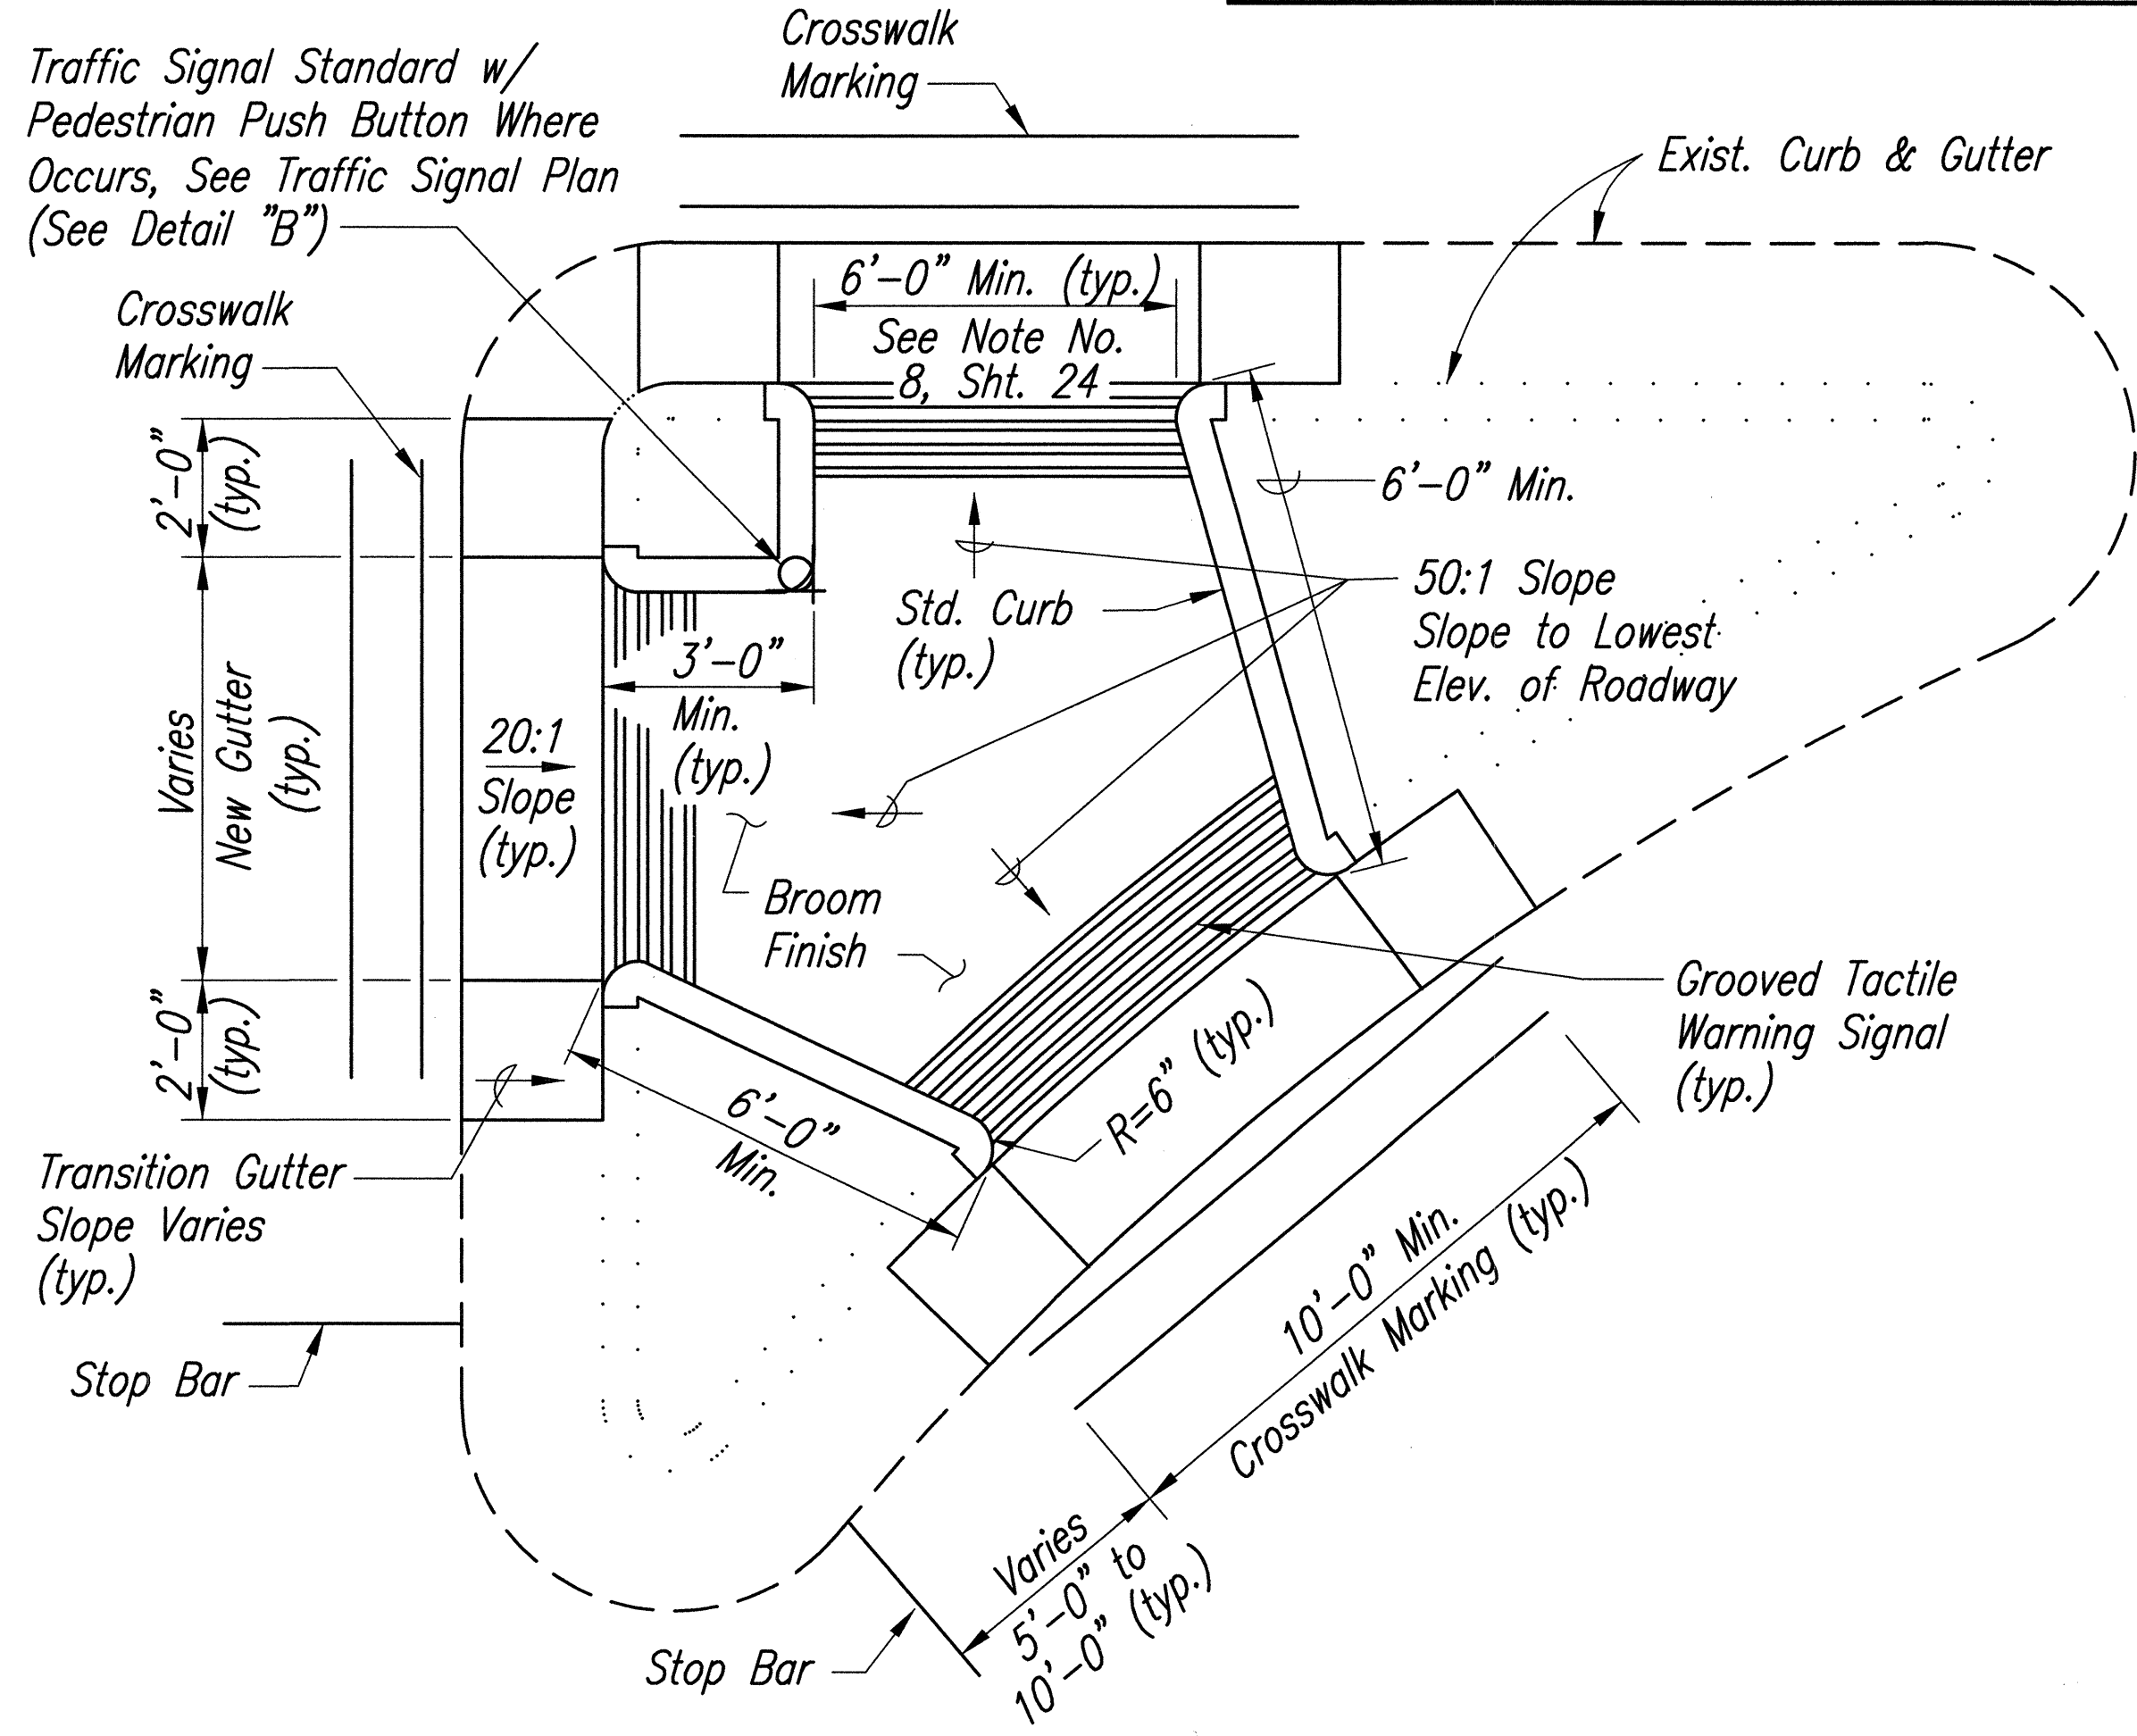 Crosswalk
Marking
Traffic Signal Standard w/
Pedestrian Push Button Where
Occurs, See Traffic Signal Plan
(See Detail "B")
Exist. Curb & Gutter
Crosswalk
Marking
6'-0" Min. (typ.)
See Note No.
8, Sht. 24
2'-0"
(typ.)
6'-0" Min.
50:1 Slope
Slope to Lowest
Elev. of Roadway
Std. Curb
(typ.)
3'-0"
Min.
(typ.)
Varies
New Gutter
(typ.)
20:1
Slope
(typ.)
Broom
Finish
Grooved Tactile
Warning Signal
(typ.)
2'-0"
(typ.)
6'-0"
Min.
R=6" (typ.)
Transition Gutter
Slope Varies
(typ.)
10'-0" Min.
Crosswalk Marking (typ.)
Stop Bar
Varies
5'-0" to
10'-0" (typ.)
Stop Bar